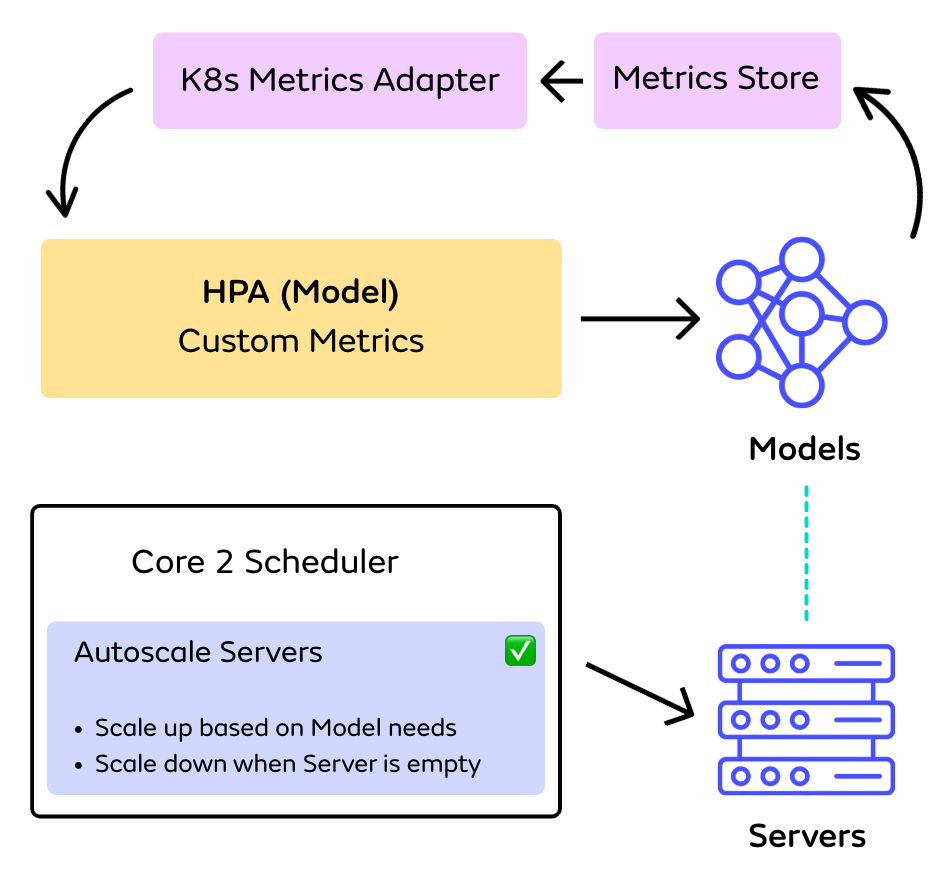 K8s Metrics Adapter
Metrics Store
HPA (Model)
Custom Metrics
Models
Core 2 Scheduler
Autoscale Servers ✅
• Scale up based on Model needs
• Scale down when Server is empty
Servers